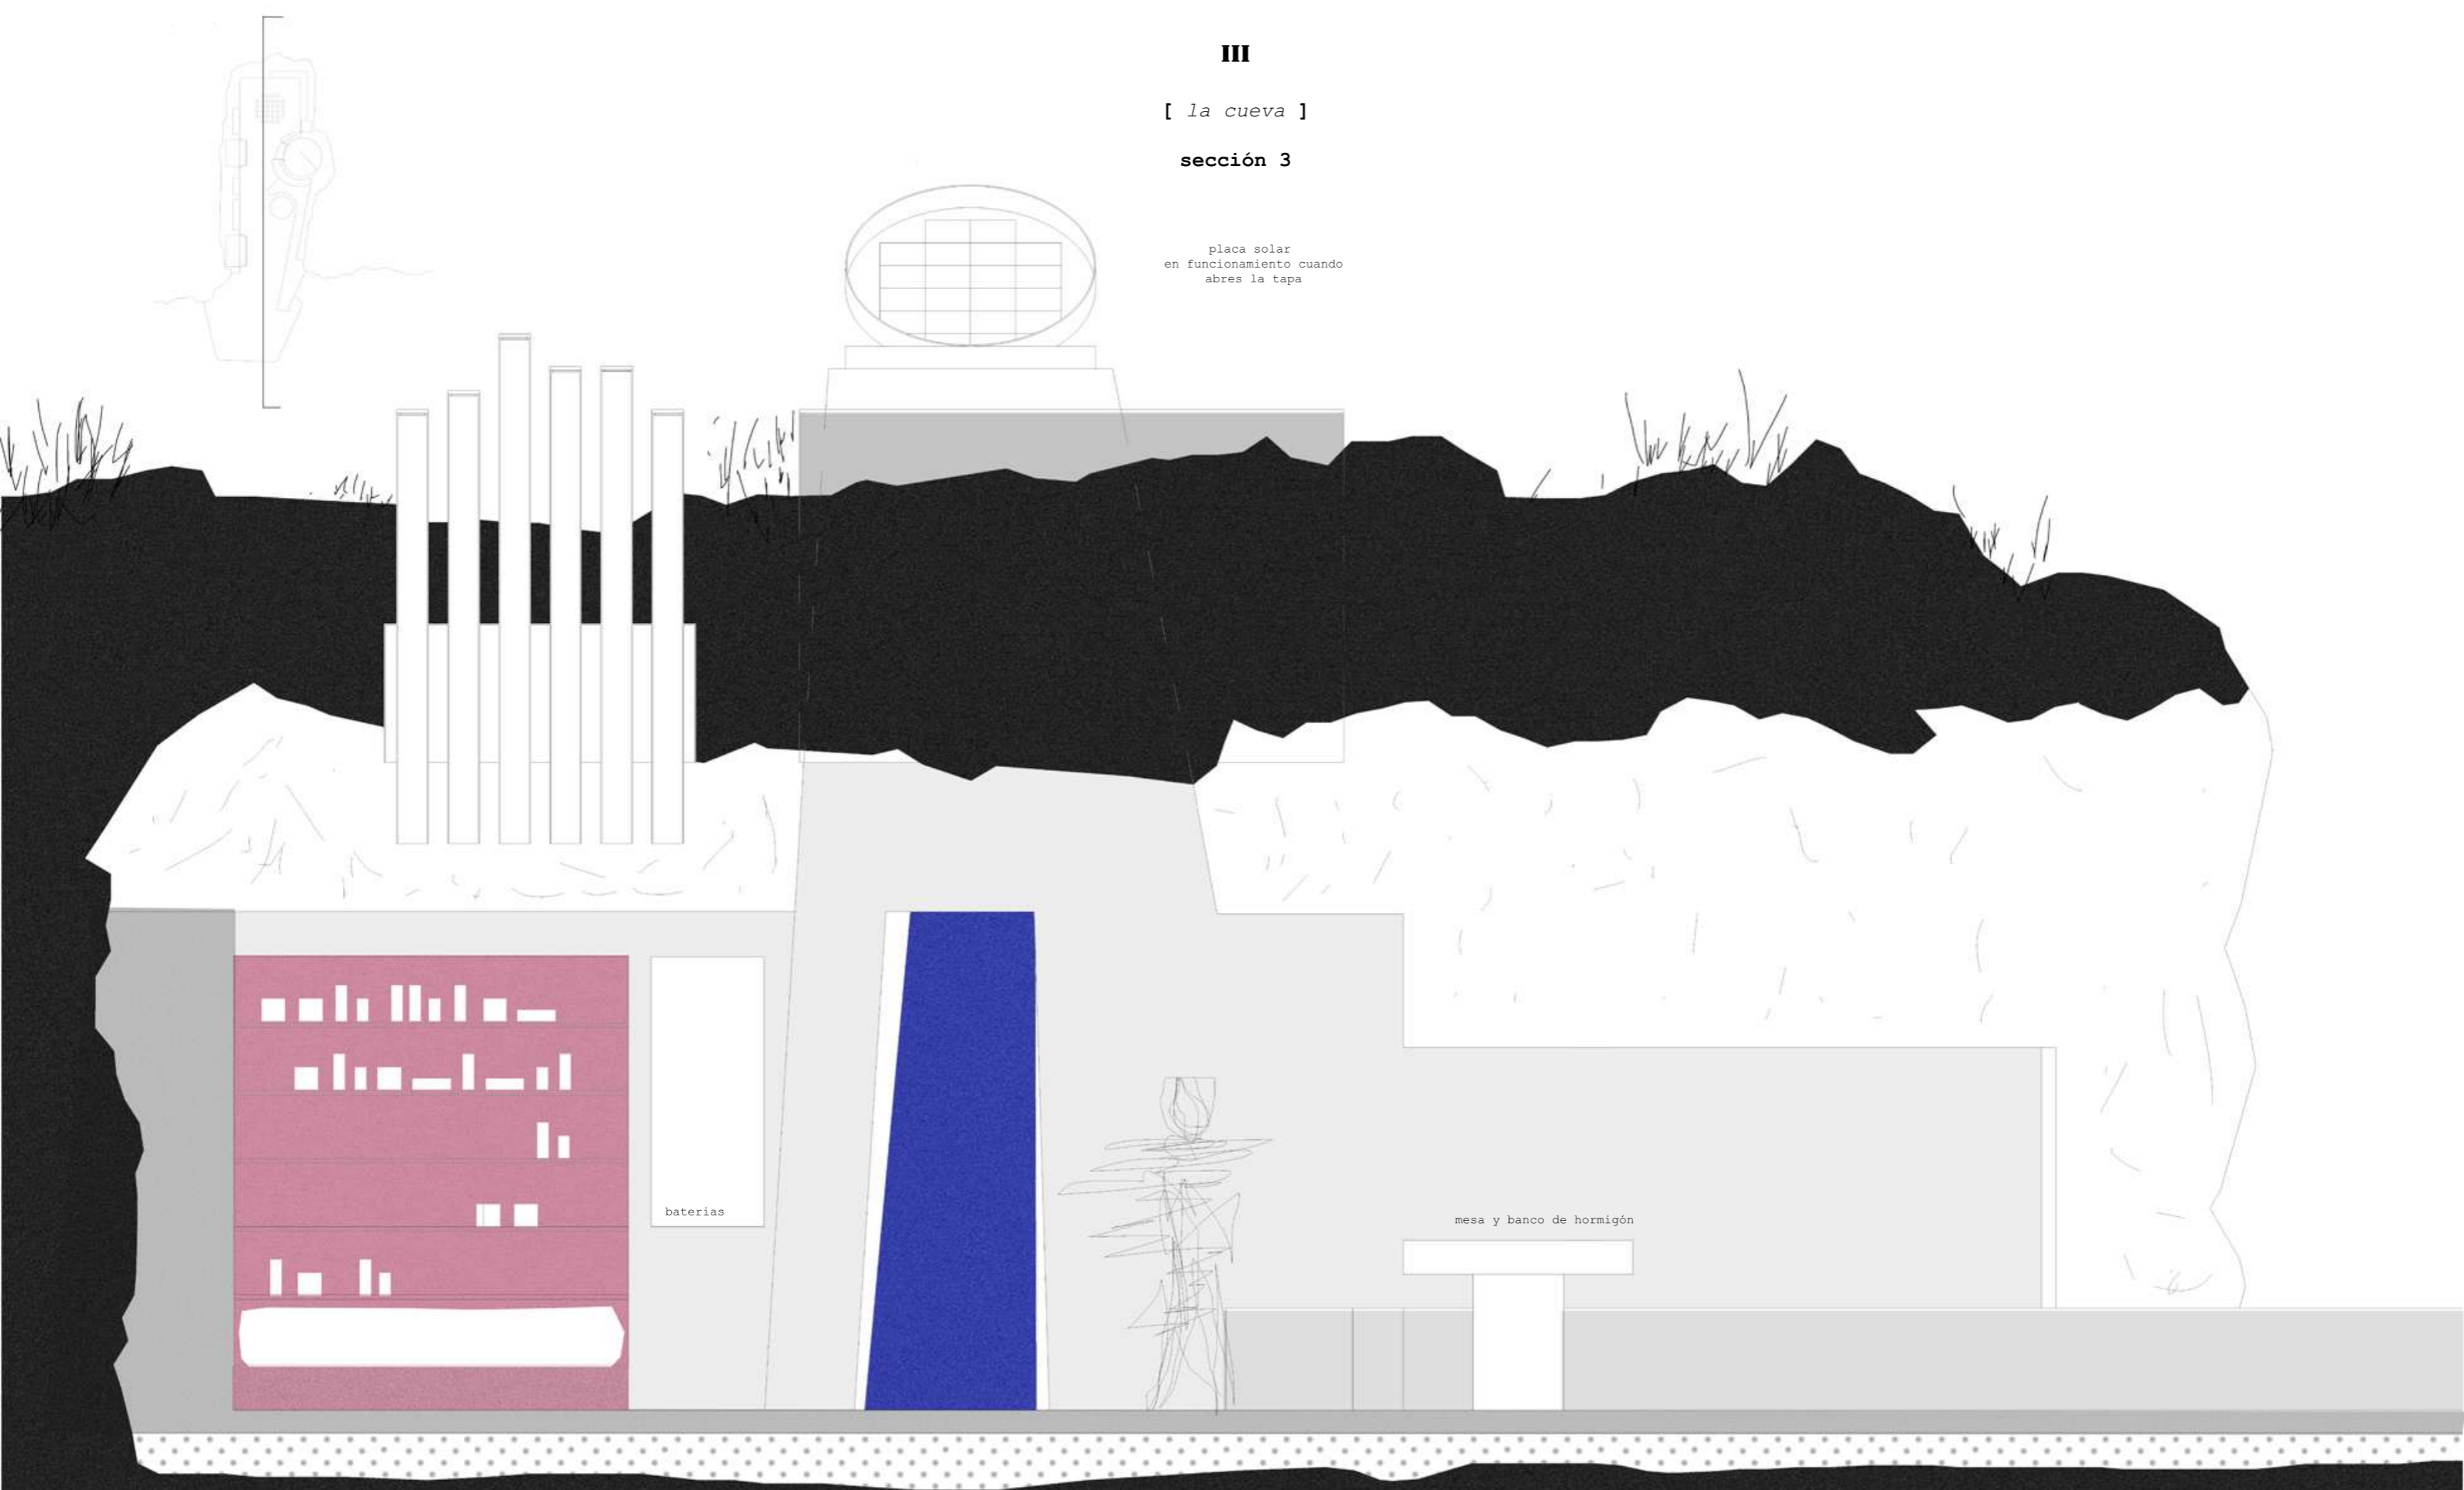 III
[ la cueva ]
sección 3
placa solar
en funcionamiento cuando
abres la tapa
baterias
mesa y banco de hormigón